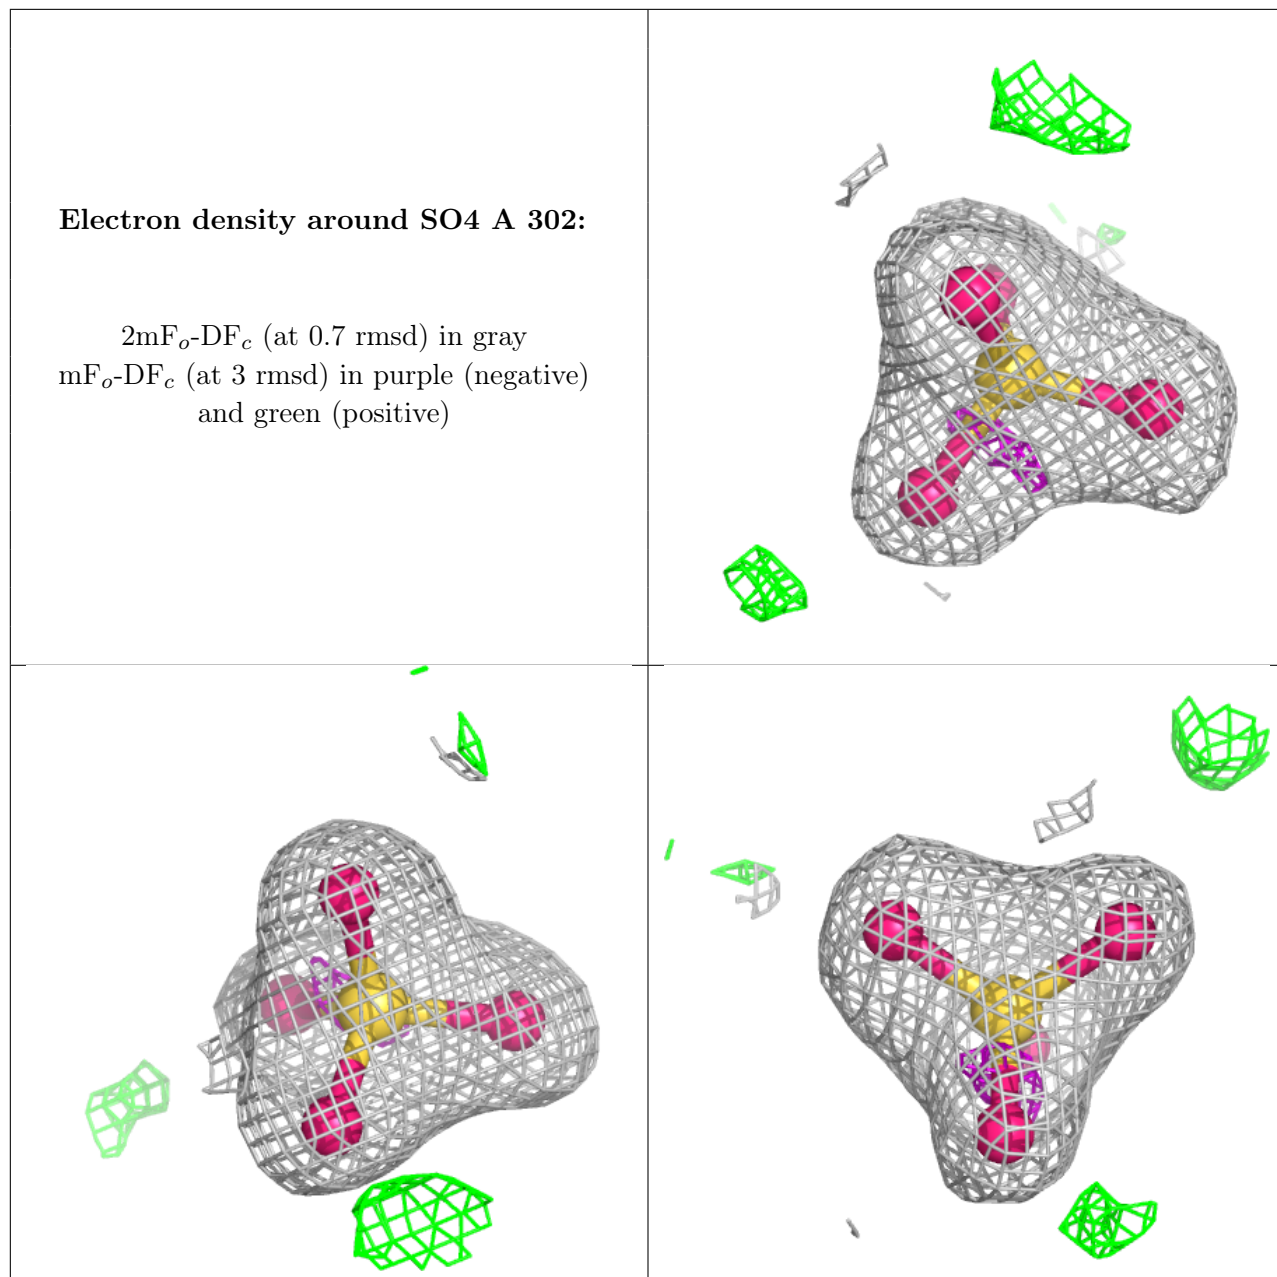 Electron density around SO4 A 302:
2mFo-DFc (at 0.7 rmsd) in gray
mFo-DFc (at 3 rmsd) in purple (negative)
and green (positive)